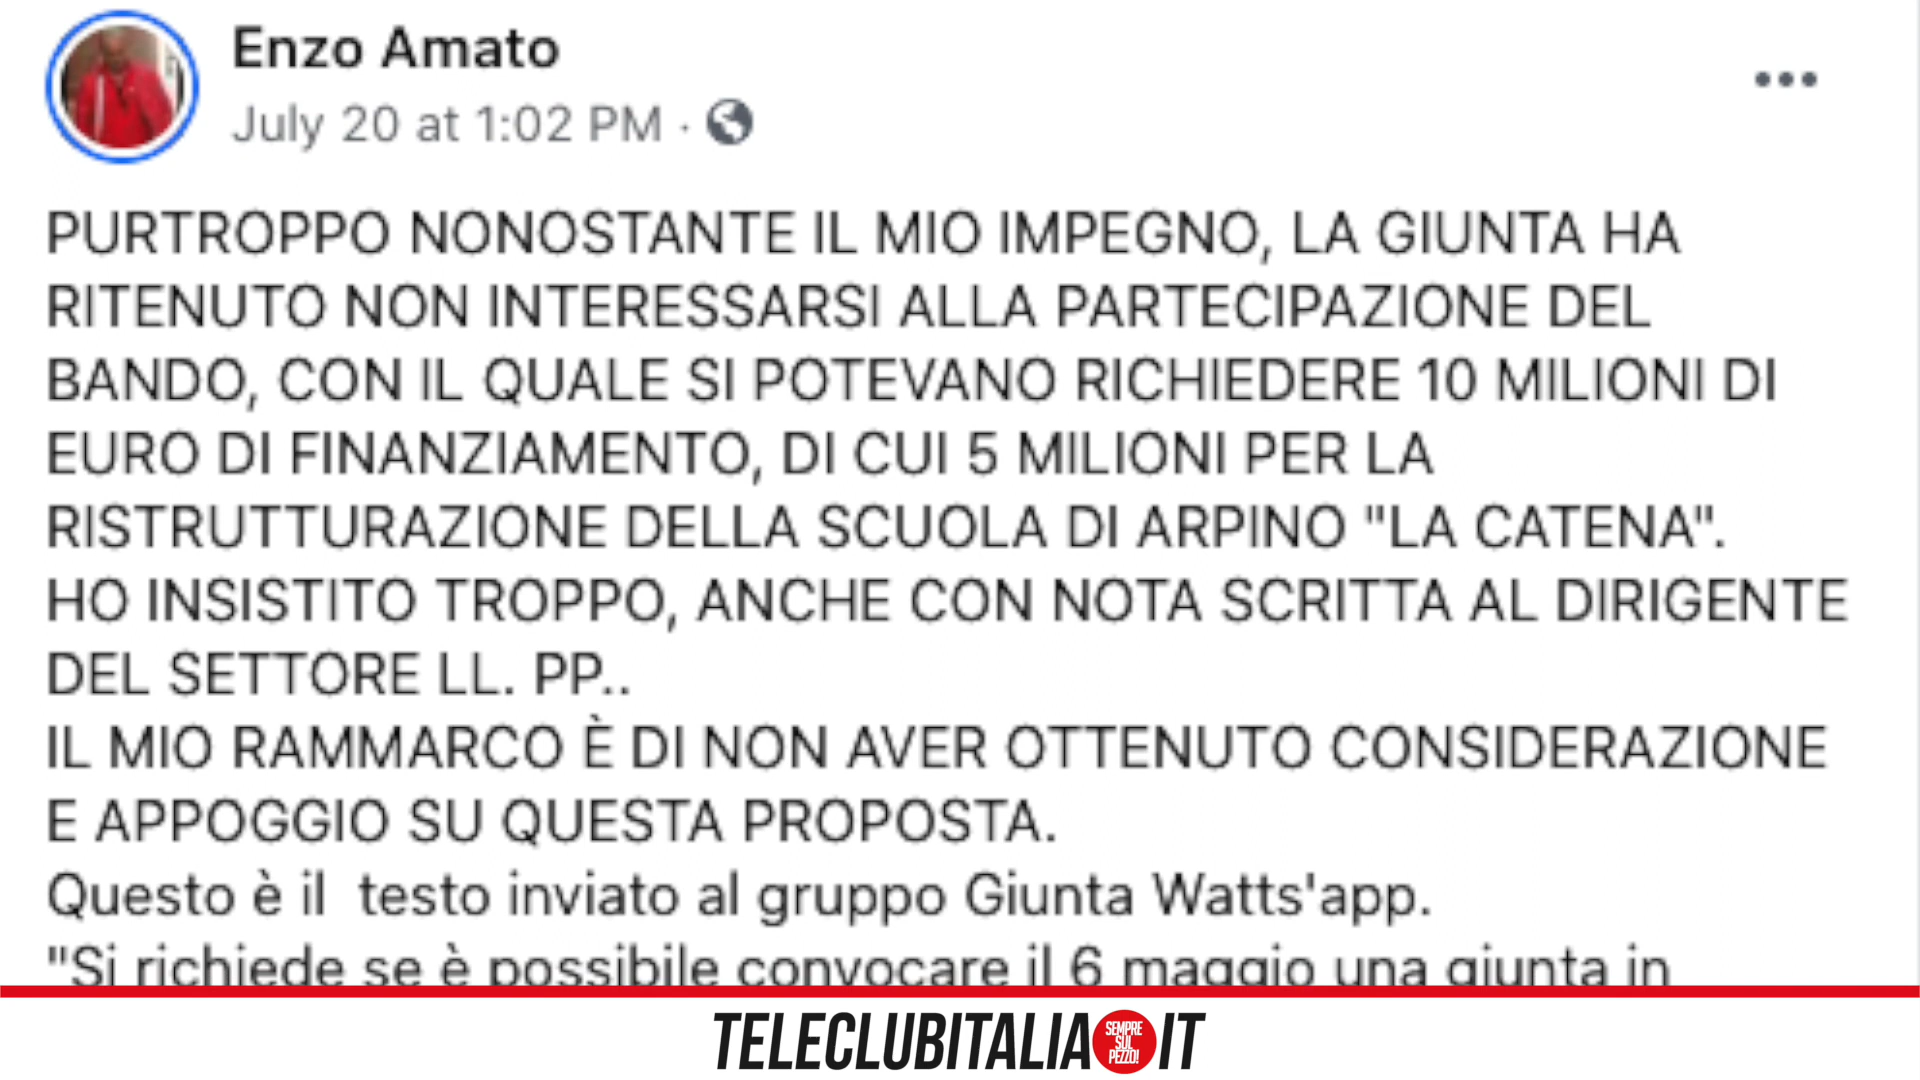 Enzo Amato
July 20 at 1:02 PM ·
PURTROPPO NONOSTANTE IL MIO IMPEGNO, LA GIUNTA HA
RITENUTO NON INTERESSARSI ALLA PARTECIPAZIONE DEL
BANDO, CON IL QUALE SI POTEVANO RICHIEDERE 10 MILIONI DI
EURO DI FINANZIAMENTO, DI CUI 5 MILIONI PER LA
RISTRUTTURAZIONE DELLA SCUOLA DI ARPINO "LA CATENA".
HO INSISTITO TROPPO, ANCHE CON NOTA SCRITTA AL DIRIGENTE
DEL SETTORE LL. PP..
IL MIO RAMMARCO È DI NON AVER OTTENUTO CONSIDERAZIONE
E APPOGGIO SU QUESTA PROPOSTA.
Questo è il  testo inviato al gruppo Giunta Watts'app.
"Si richiede se è possibile convocare il 6 maggio una giunta in
TELECLUBITALIA IT
SEMPRE
SUL
PEZZO!